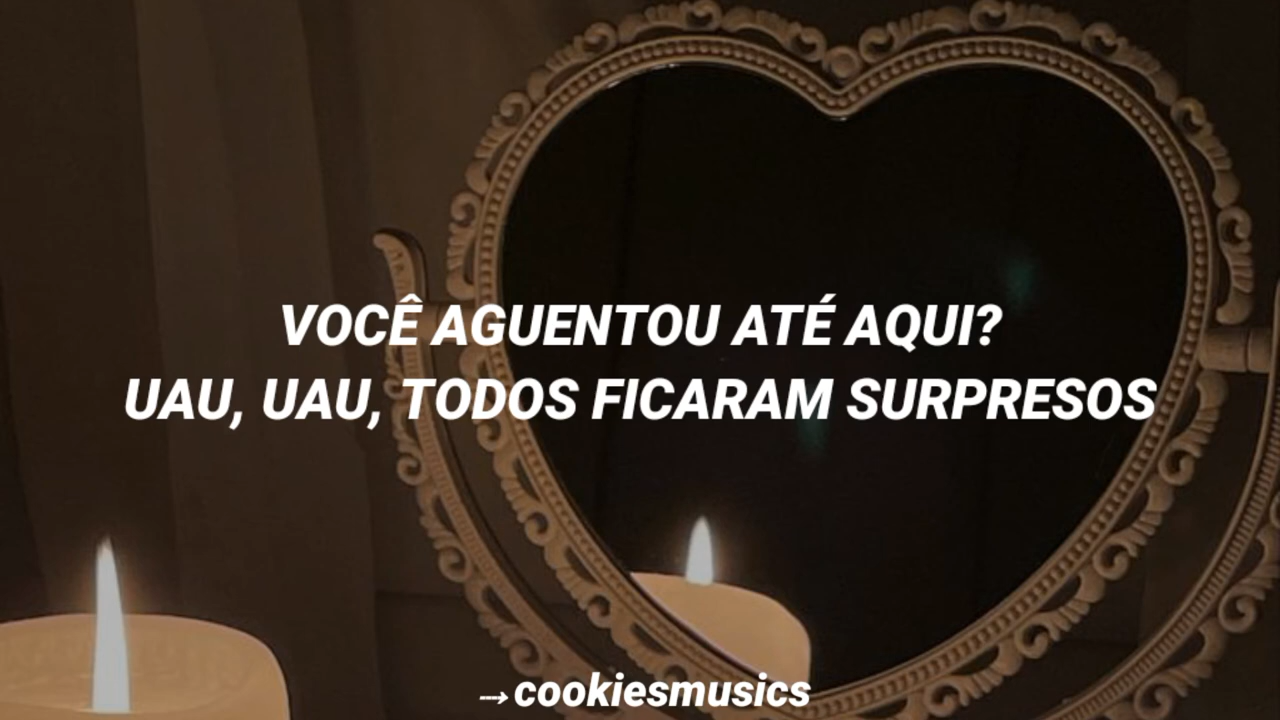 VOCÊ AGUENTOU ATÉ AQUI?
UAU, UAU, TODOS FICARAM SURPRESOS
⤑cookiesmusics